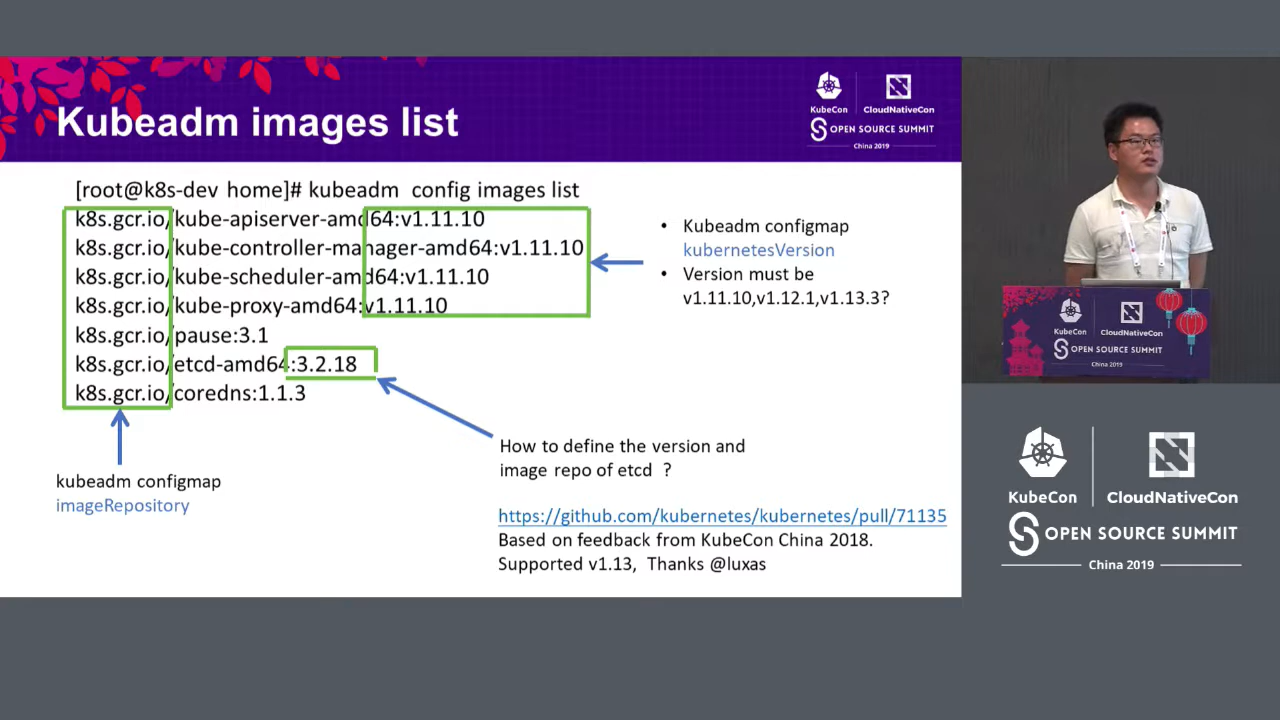 Kubeadm images list
KubeCon
CloudNativeCon
OPEN SOURCE SUMMIT
China 2019
[root@k8s-dev home]# kubeadm config images list
k8s.gcr.io/kube-apiserver-amd64:v1.11.10
k8s.gcr.io/kube-controller-manager-amd64:v1.11.10
k8s.gcr.io/kube-scheduler-amd64:v1.11.10
k8s.gcr.io/kube-proxy-amd64:v1.11.10
k8s.gcr.io/pause:3.1
k8s.gcr.io/etcd-amd64:3.2.18
k8s.gcr.io/coredns:1.1.3
• Kubeadm configmap
kubernetesVersion
• Version must be
v1.11.10,v1.12.1,v1.13.3?
kubeadm configmap
imageRepository
How to define the version and
image repo of etcd ?
https://github.com/kubernetes/kubernetes/pull/71135
Based on feedback from KubeCon China 2018.
Supported v1.13, Thanks @luxas
KubeCon
CloudNativeCon
OPEN SOURCE SUMMIT
China 2019
KubeCon
CloudNativeCon
OPEN SOURCE SUMMIT
China 2019